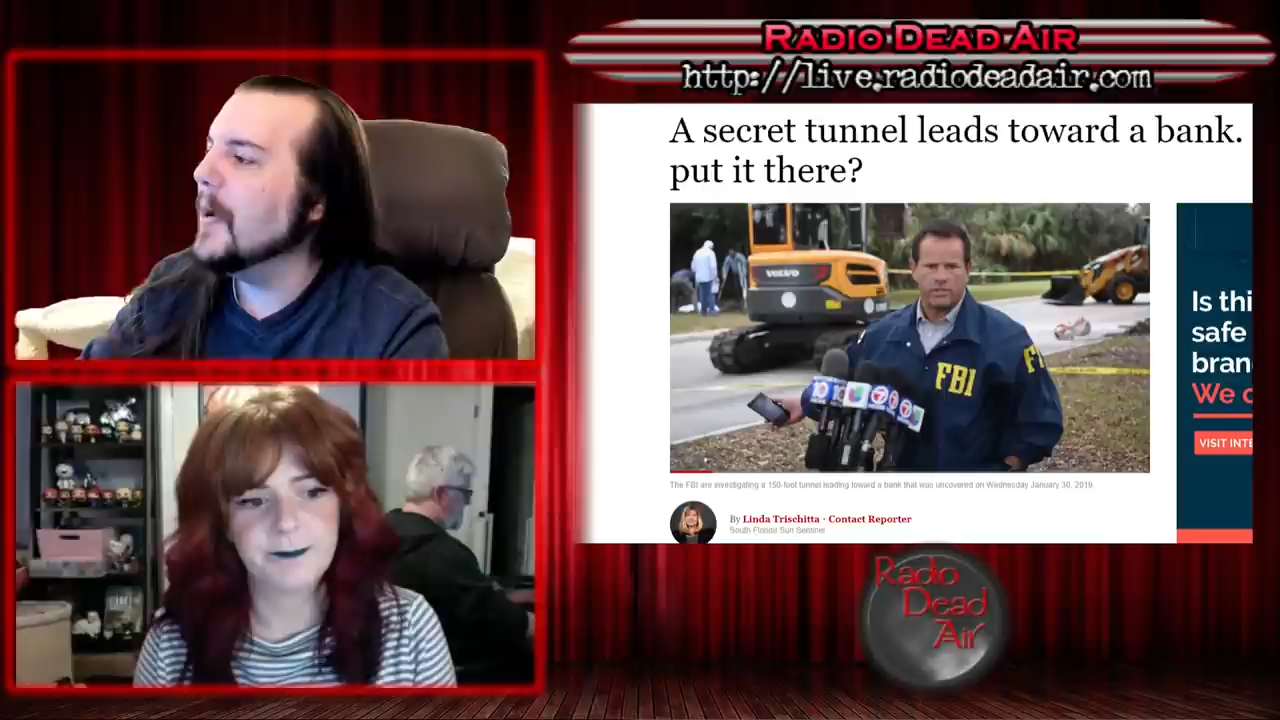 Radio Dead Air
http://live.radiodeadair.com
A secret tunnel leads toward a bank.
put it there?
VOLVO
FBI
7
7
Is thi
safe
bran
We c
VISIT INTE
The FBI are investigating a 150-foot tunnel leading toward a bank that was uncovered on Wednesday January 30, 2019.
By Linda Trischitta · Contact Reporter
South Florida Sun Sentinel
Radio
Dead
Air